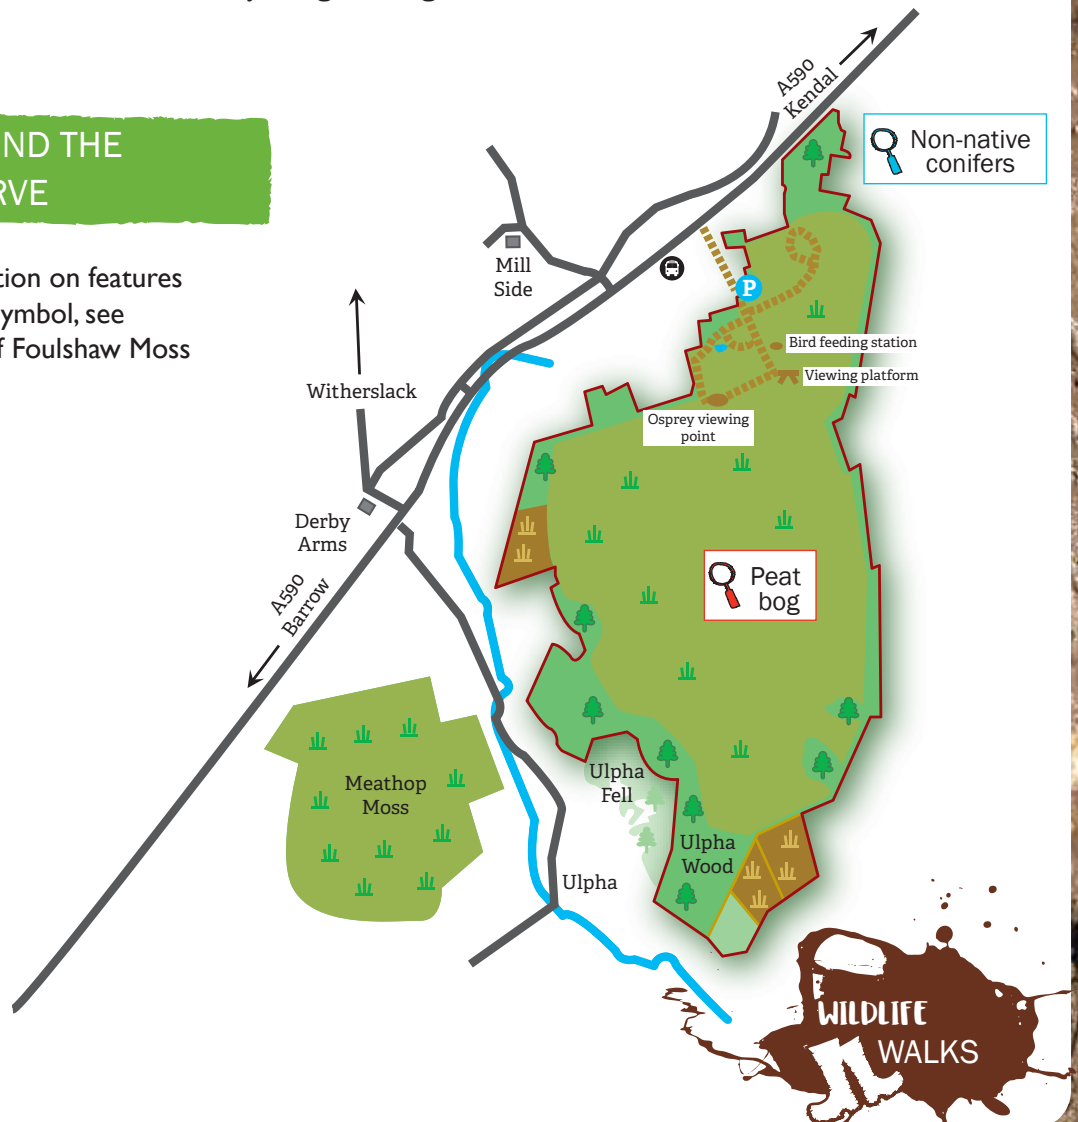 ND THE
RVE
tion on features
ymbol, see
f Foulshaw Moss
A590
Kendal
Non-native
conifers
Mill
Side
P
Bird feeding station
Viewing platform
Witherslack
Osprey viewing
point
Derby
Arms
Peat
bog
A590
Barrow
Meathop
Moss
Ulpha
Fell
Ulpha
Wood
Ulpha
WILDLIFE
WALKS